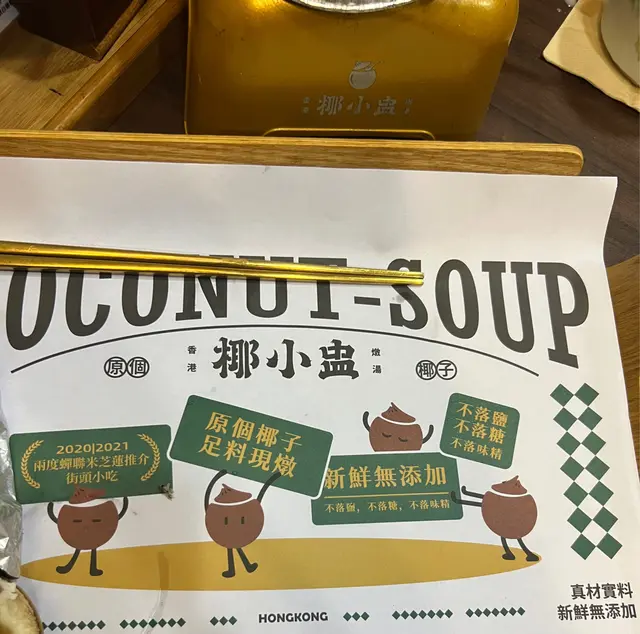 椰小盅
OCONUT-SOUP
原個
香港
椰小盅
燉湯
椰子
2020|2021
兩度蟬聯米芝蓮推介
街頭小吃
原個椰子
足料現燉
不落鹽
不落糖
不落味精
新鮮無添加
不落鹽, 不落糖, 不落味精
真材實料
新鮮無添加
HONGKONG